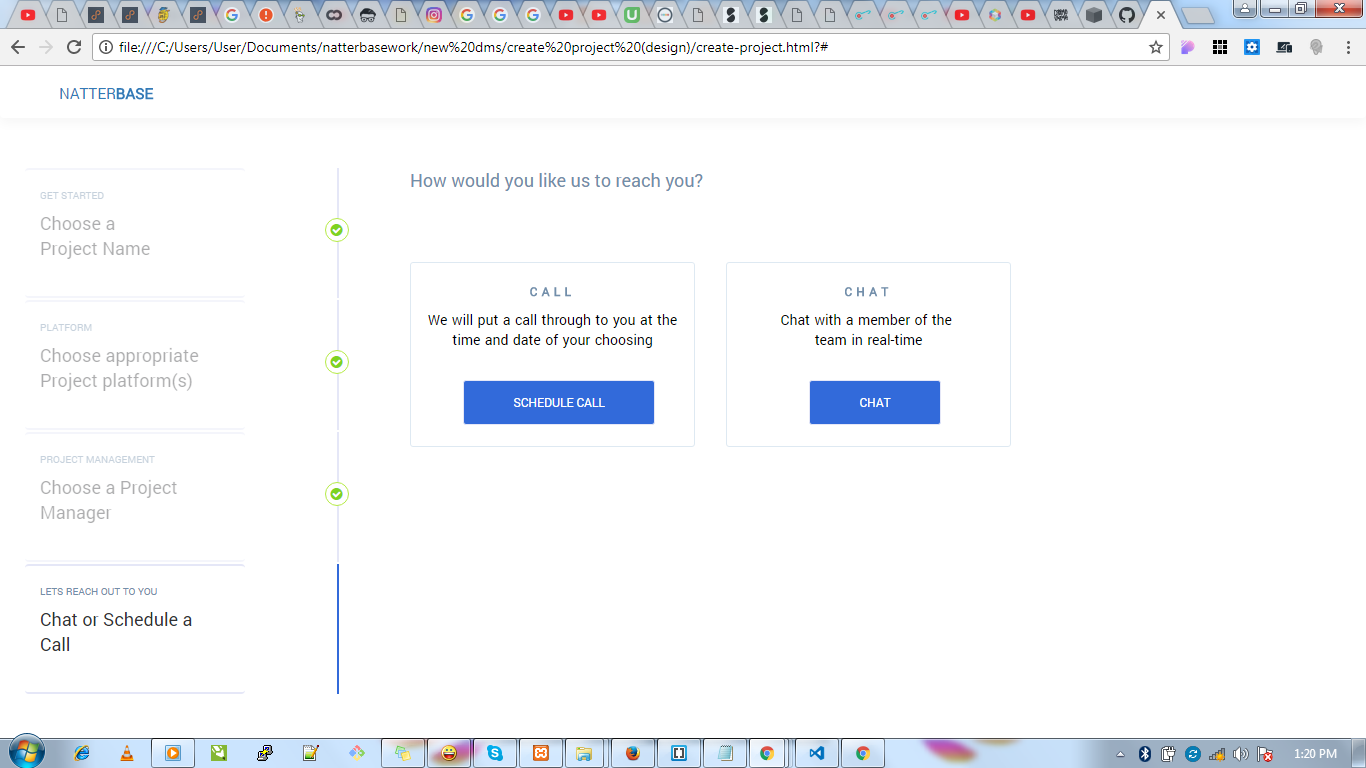 file:///C:/Users/User/Documents/natterbasework/new%20dms/create%20project%20(design)/create-project.html?#
NATTERBASE
GET STARTED
Choose a
Project Name
PLATFORM
Choose appropriate
Project platform(s)
PROJECT MANAGEMENT
Choose a Project
Manager
LETS REACH OUT TO YOU
Chat or Schedule a
Call
How would you like us to reach you?
CALL
We will put a call through to you at the
time and date of your choosing
SCHEDULE CALL
CHAT
Chat with a member of the
team in real-time
CHAT
1:20 PM